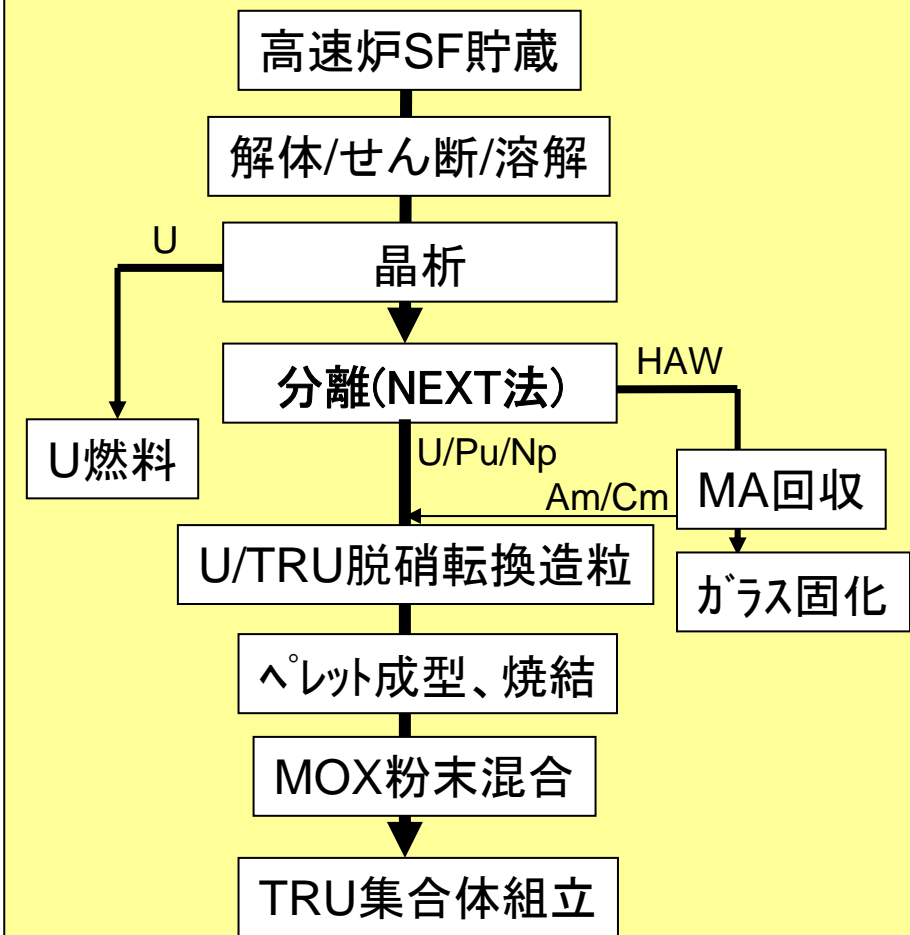 高速炉SF貯蔵
解体/せん断/溶解
U
晶析
HAW
分離(NEXT法)
U燃料
U/Pu/Np
Am/Cm
MA回収
U/TRU脱硝転換造粒
ガラス固化
ペレット成型、焼結
MOX粉末混合
TRU集合体組立